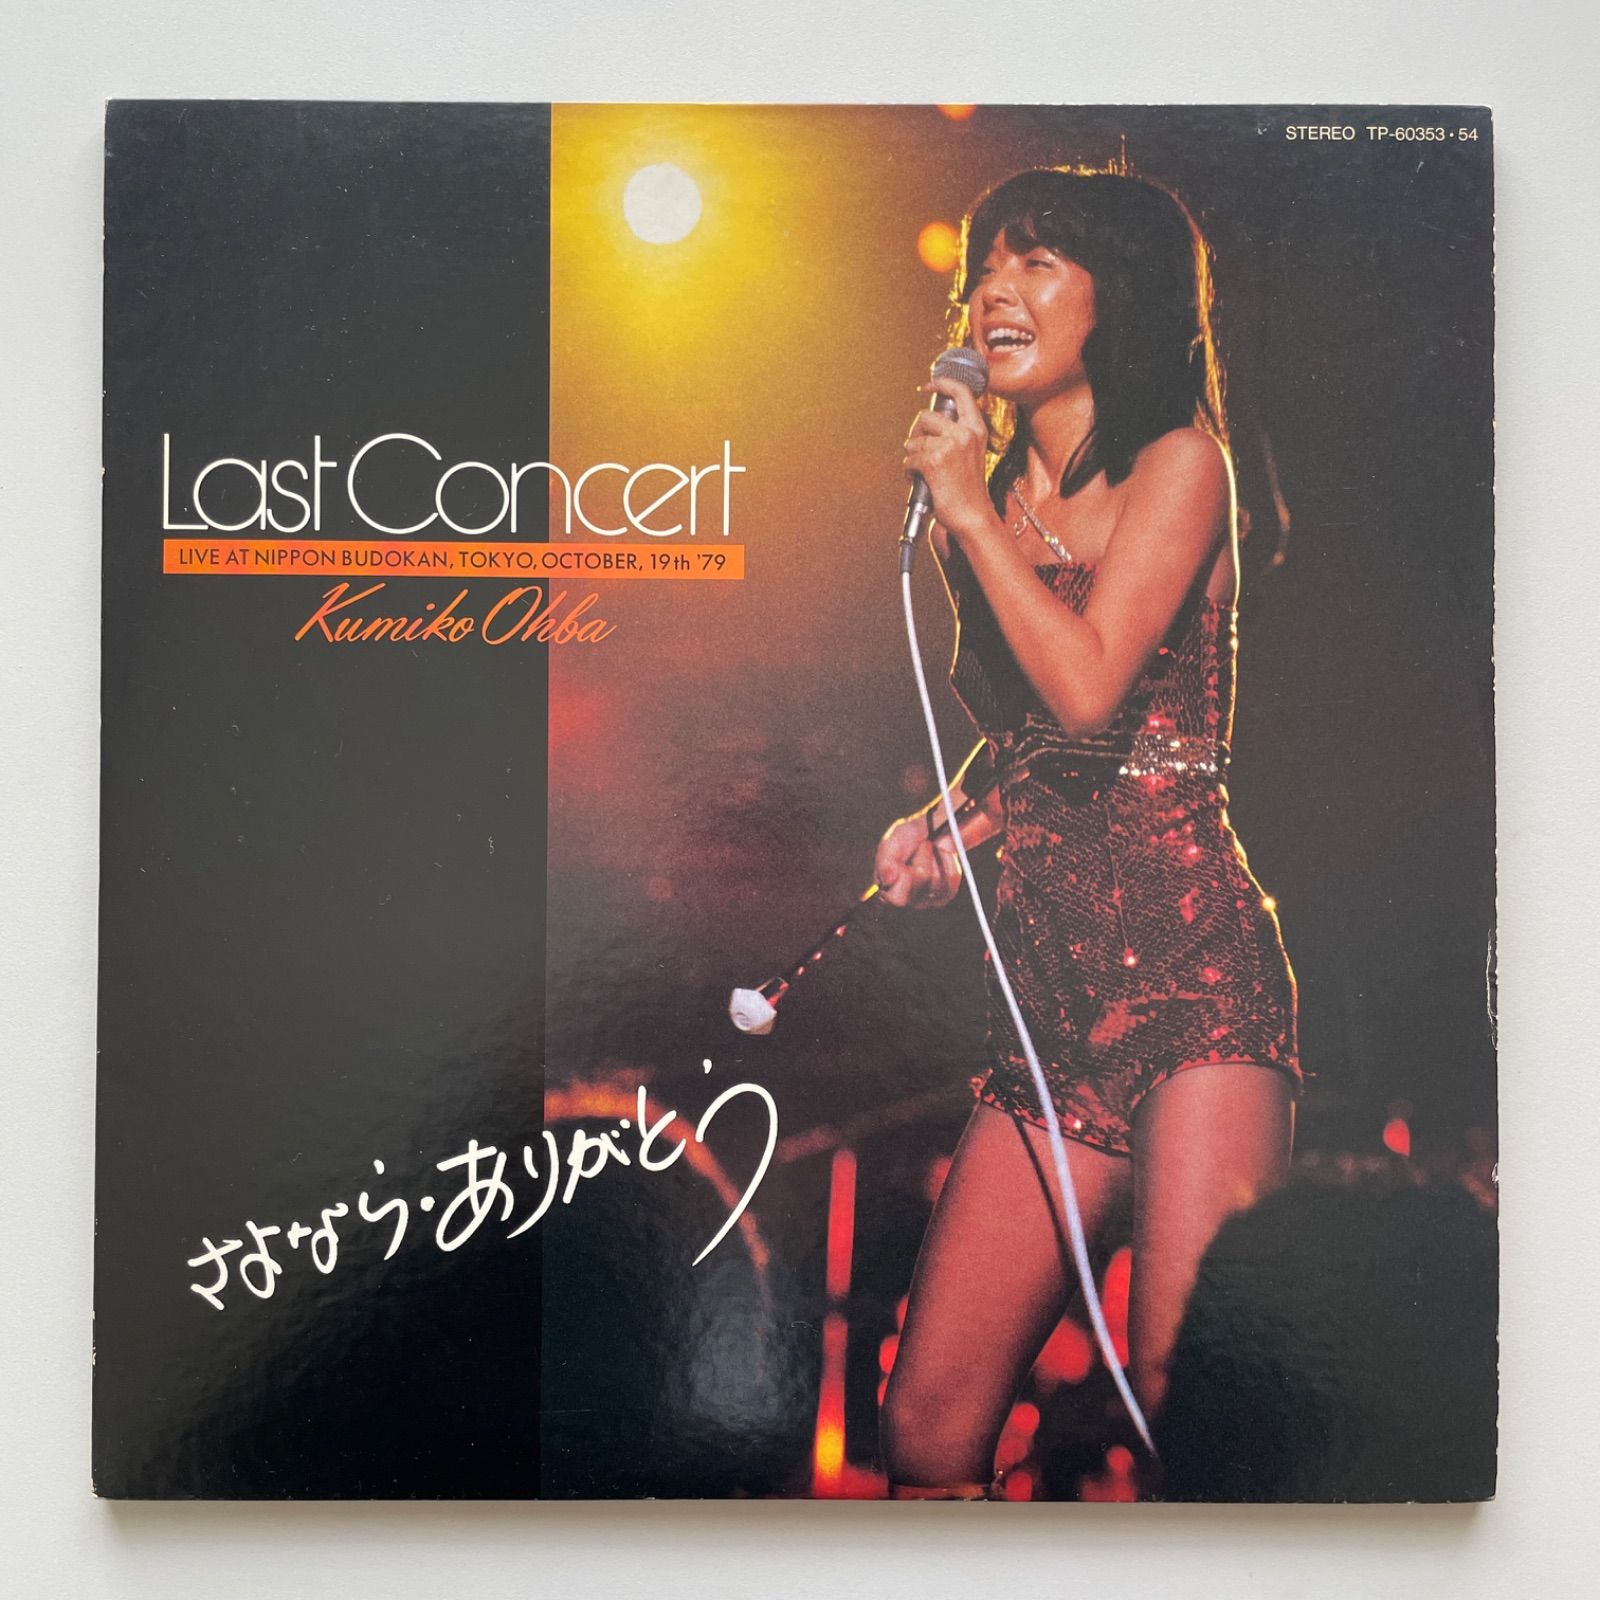 STEREO TP-60353・54
Last Concert
LIVE AT NIPPON BUDOKAN, TOKYO, OCTOBER, 19th '79
Kumiko Ohba
さよなら・ありがとう